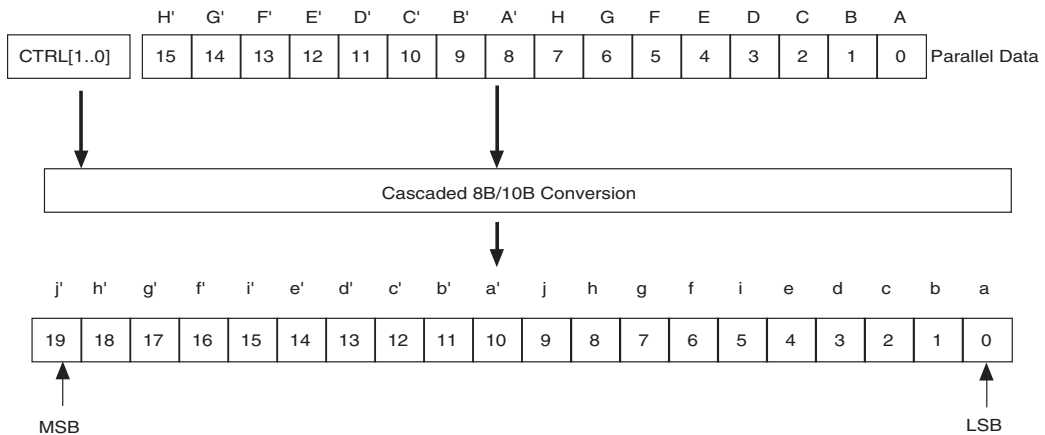 H' G' F' E' D' C' B' A' H G F E D C B A
CTRL[1..0] 15 14 13 12 11 10 9 8 7 6 5 4 3 2 1 0 Parallel Data
Cascaded 8B/10B Conversion
j' h' g' f' i' e' d' c' b' a' j h g f i e d c b a
19 18 17 16 15 14 13 12 11 10 9 8 7 6 5 4 3 2 1 0
MSB LSB